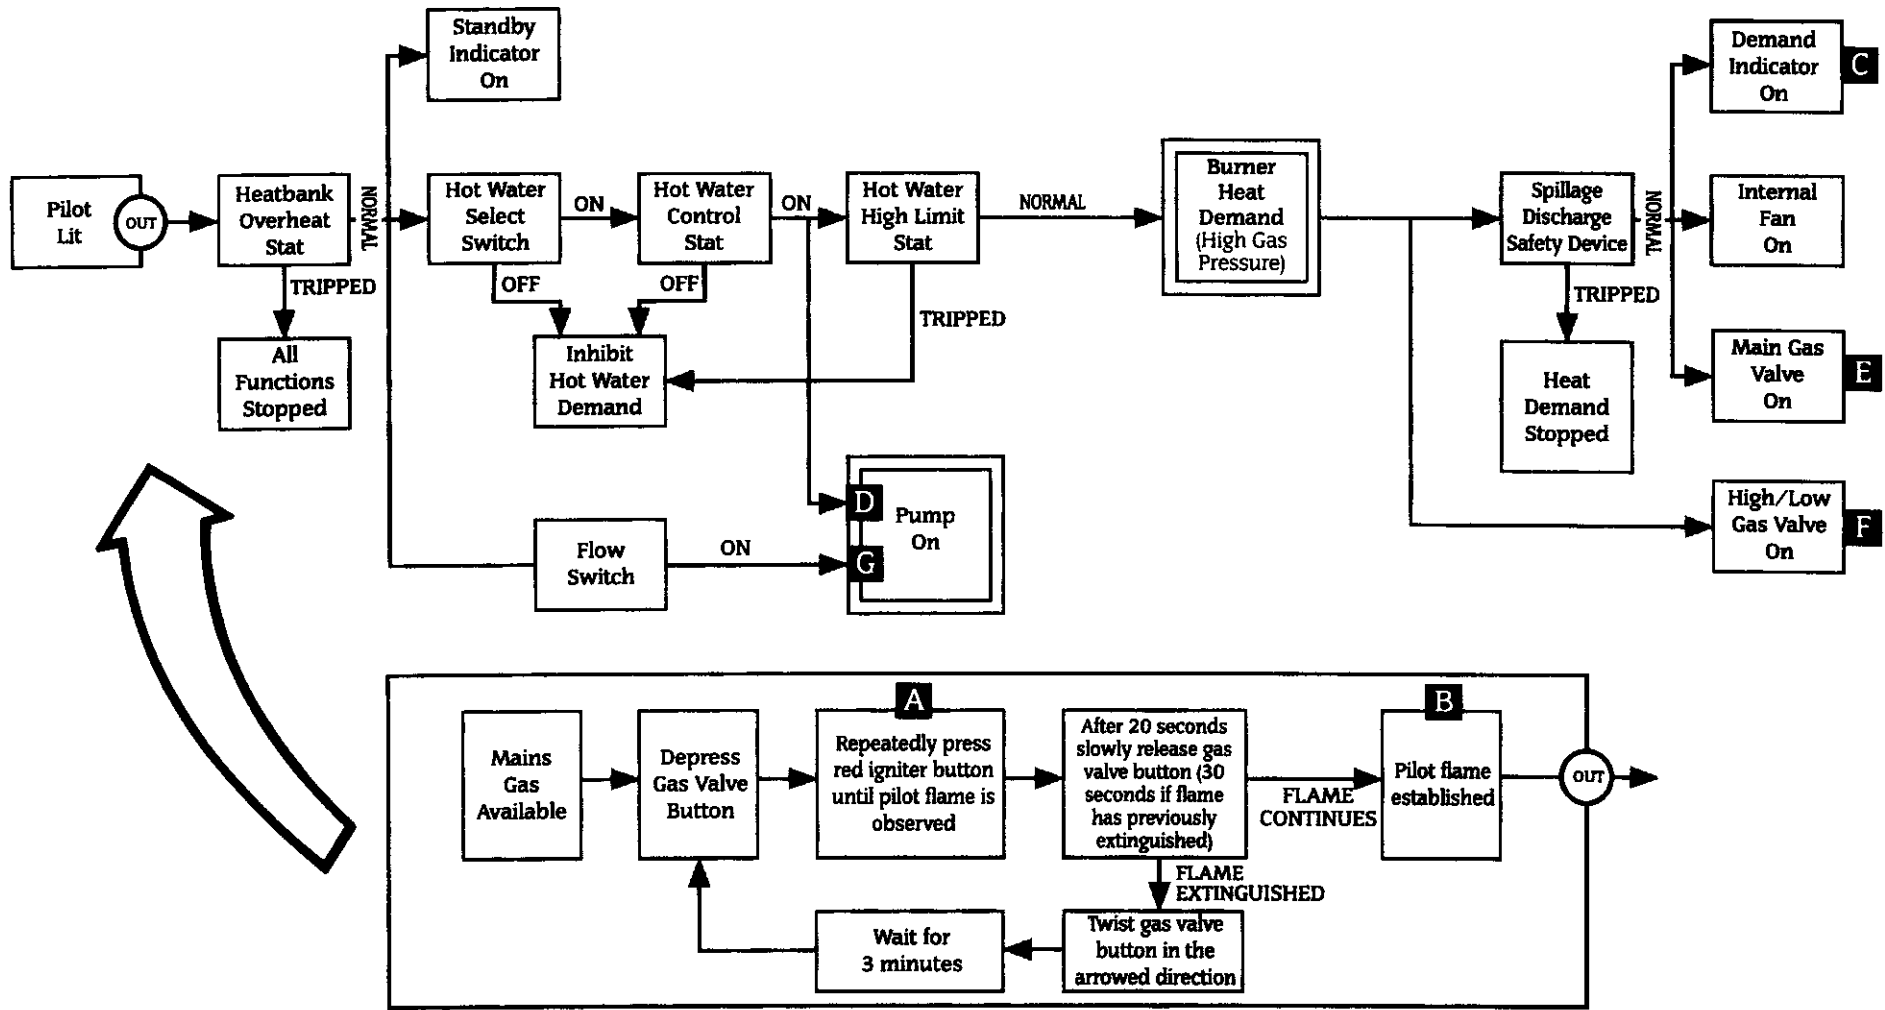 Standby
Indicator
On
Demand
Indicator
On
C
Pilot
Lit
OUT
Heatbank
Overheat
Stat
NORMAL
Hot Water
Select
Switch
ON
Hot Water
Control
Stat
ON
Hot Water
High Limit
Stat
NORMAL
Burner
Heat
Demand
(High Gas
Pressure)
Spillage
Discharge
Safety Device
NORMAL
Internal
Fan
On
TRIPPED
OFF
OFF
TRIPPED
TRIPPED
All
Functions
Stopped
Inhibit
Hot Water
Demand
Heat
Demand
Stopped
Main Gas
Valve
On
E
D
G
Pump
On
Flow
Switch
ON
High/Low
Gas Valve
On
F
Mains
Gas
Available
Depress
Gas Valve
Button
A
Repeatedly press
red igniter button
until pilot flame is
observed
After 20 seconds
slowly release gas
valve button (30
seconds if flame
has previously
extinguished)
FLAME
CONTINUES
B
Pilot flame
established
OUT
FLAME
EXTINGUISHED
Twist gas valve
button in the
arrowed direction
Wait for
3 minutes